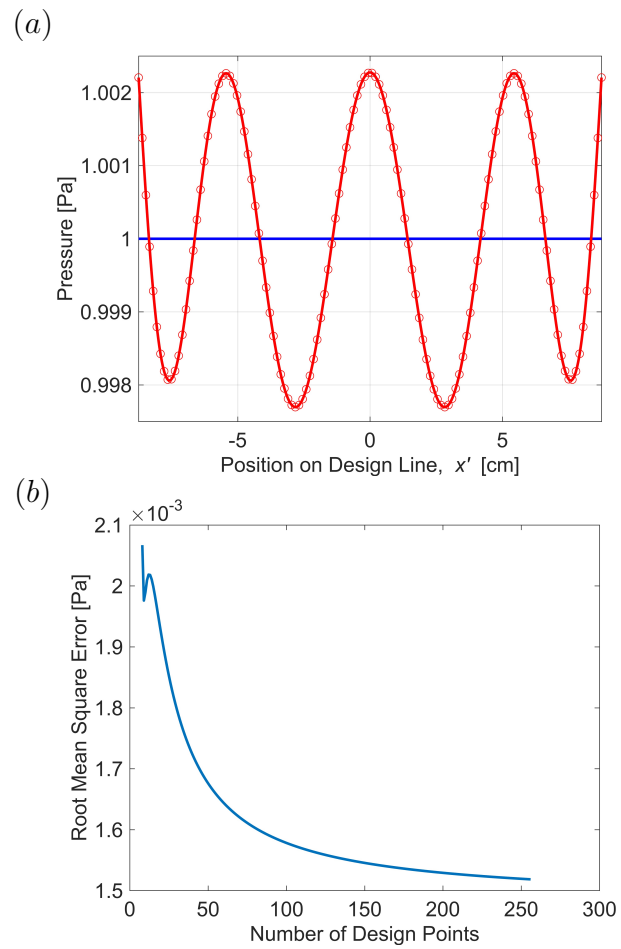 (a)
Pressure [Pa]
1.002
1.001
1
0.999
0.998
-5 0 5
Position on Design Line, x′ [cm]
(b)
×10⁻³
Root Mean Square Error [Pa]
2.1
2
1.9
1.8
1.7
1.6
1.5
0 50 100 150 200 250 300
Number of Design Points